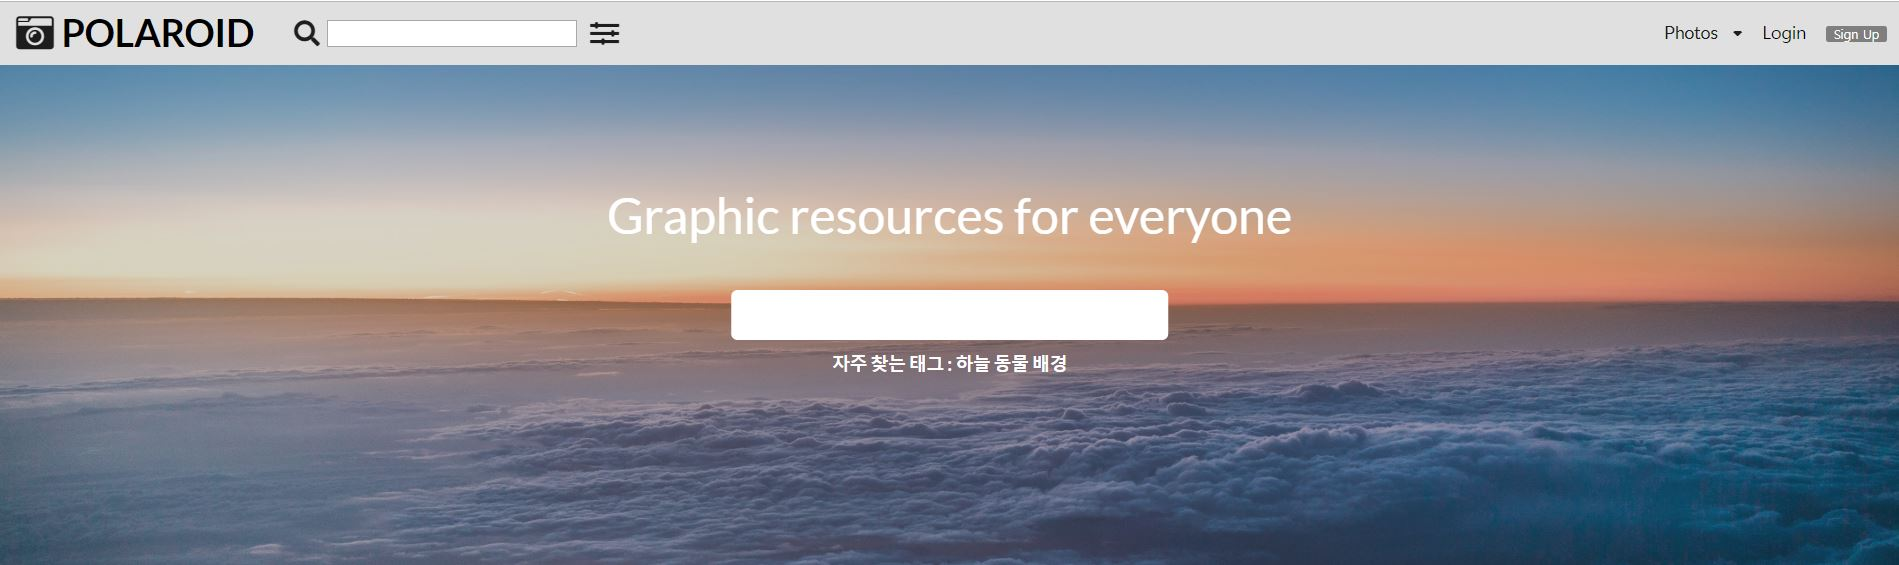 POLAROID
Photos
Login
Sign Up
Graphic resources for everyone
자주 찾는 태그 : 하늘 동물 배경